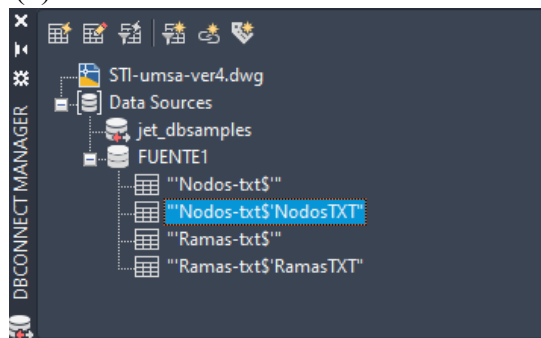 STI-umsa-ver4.dwg
Data Sources
jet_dbsamples
FUENTE1
"'Nodos-txt$'"
"'Nodos-txt$'NodosTXT"
"'Ramas-txt$'"
"'Ramas-txt$'RamasTXT"
DBCONNECT MANAGER